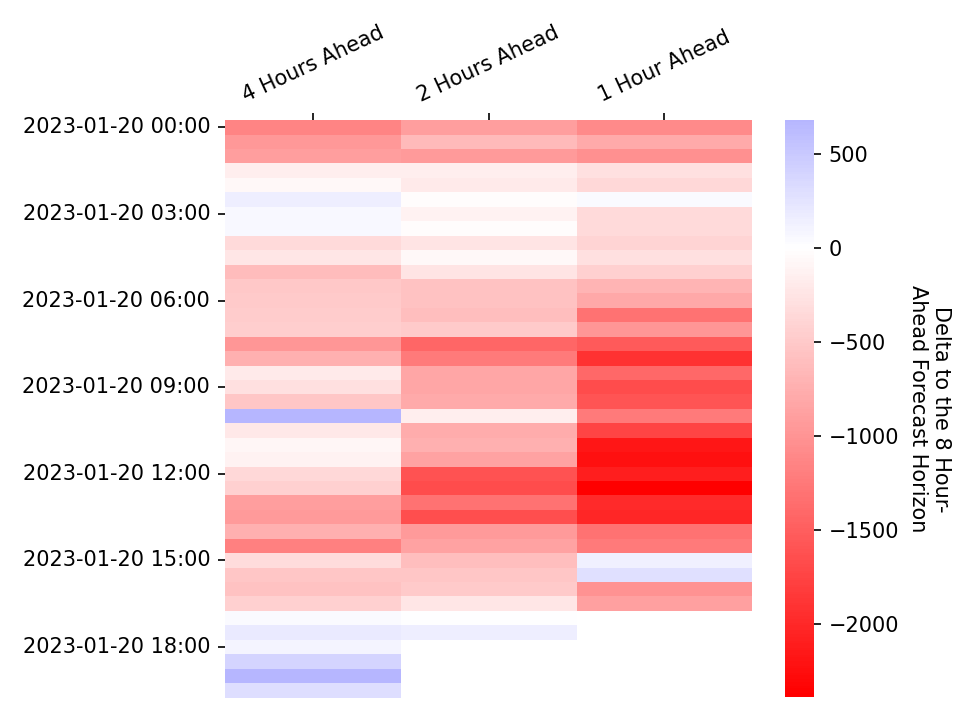 4 Hours Ahead
2 Hours Ahead
1 Hour Ahead
2023-01-20 00:00
2023-01-20 03:00
2023-01-20 06:00
2023-01-20 09:00
2023-01-20 12:00
2023-01-20 15:00
2023-01-20 18:00
500
0
−500
−1000
−1500
−2000
Delta to the 8 Hour-
Ahead Forecast Horizon